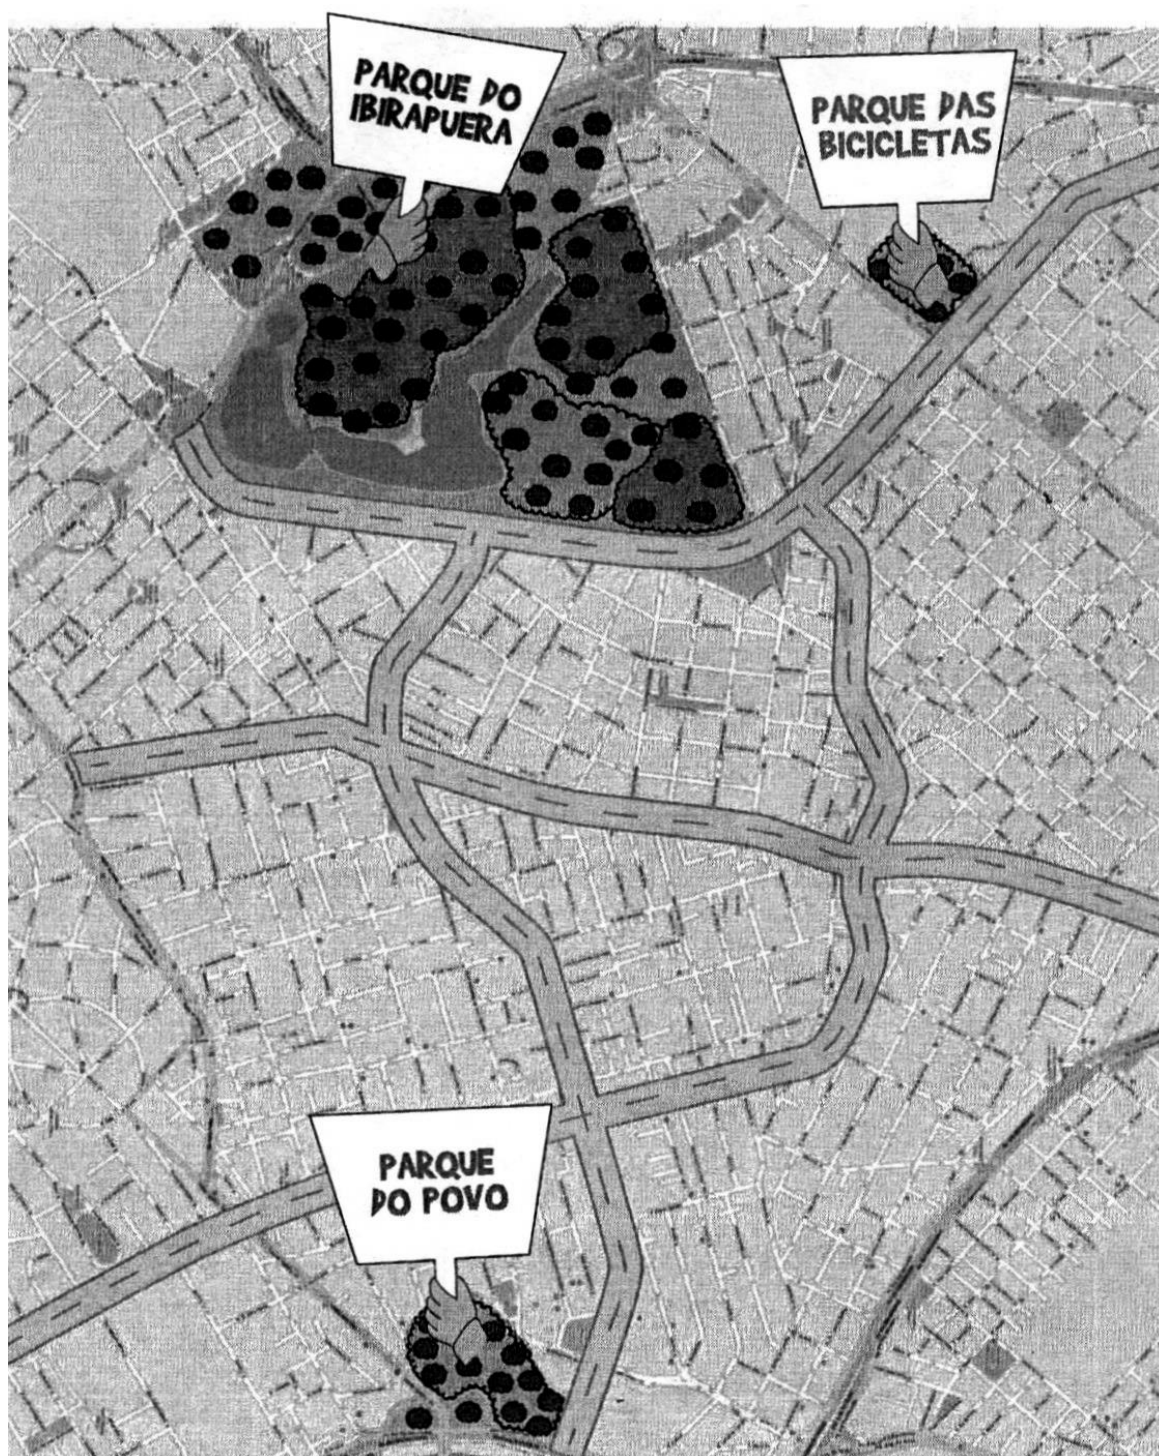 PARQUE DO
IBIRAPUERA
PARQUE DAS
BICICLETAS
PARQUE
DO POVO